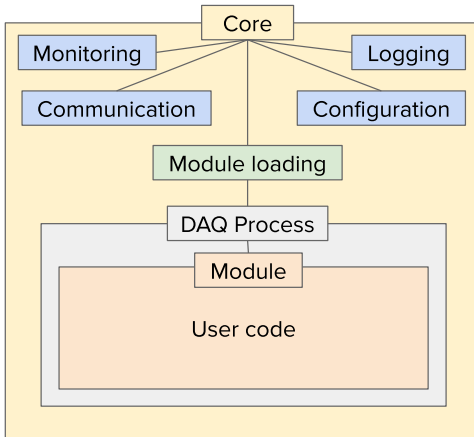 Core
Monitoring
Logging
Communication
Configuration
Module loading
DAQ Process
Module
User code